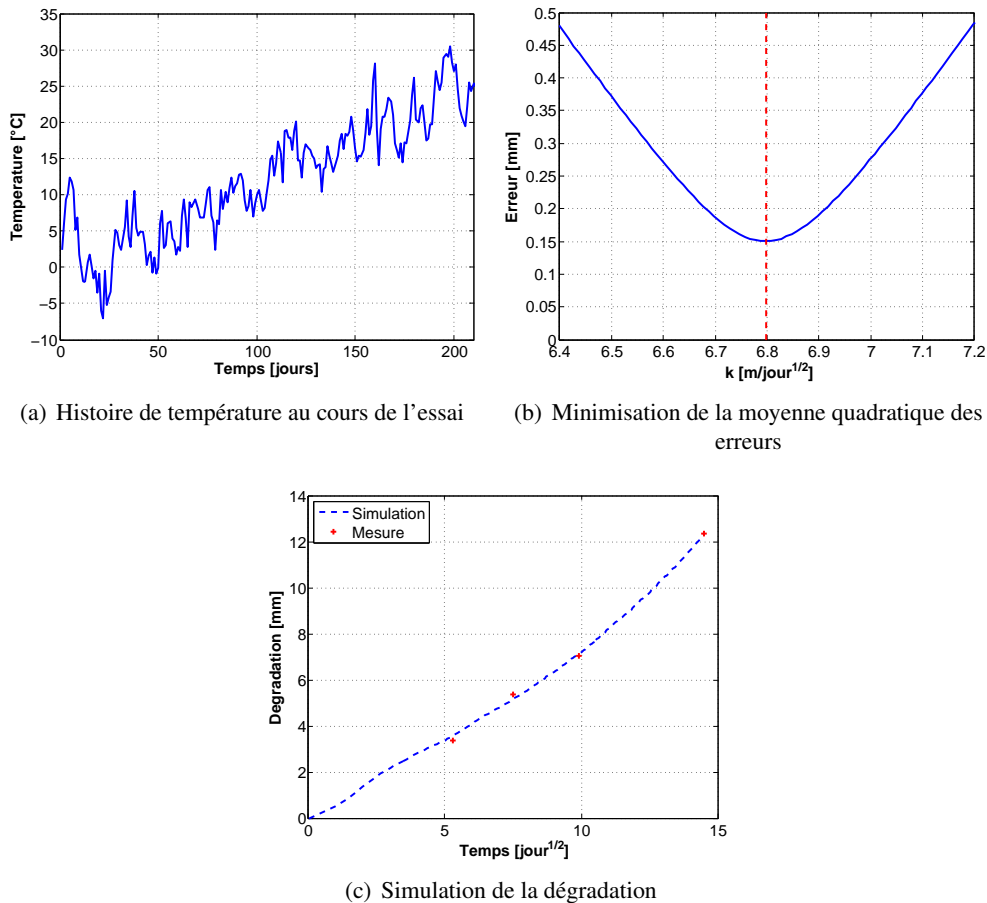 35
30
25
20
15
10
5
0
−5
−10
Temperature [°C]
0 50 100 150 200
Temps [jours]
(a) Histoire de température au cours de l'essai
0.5
0.45
0.4
0.35
0.3
0.25
0.2
0.15
0.1
0.05
0
Erreur [mm]
6.4 6.5 6.6 6.7 6.8 6.9 7 7.1 7.2
k [m/jour^1/2]
(b) Minimisation de la moyenne quadratique des
erreurs
14
12
10
8
6
4
2
0
Degradation [mm]
Simulation
Mesure
0 5 10 15
Temps [jour^1/2]
(c) Simulation de la dégradation